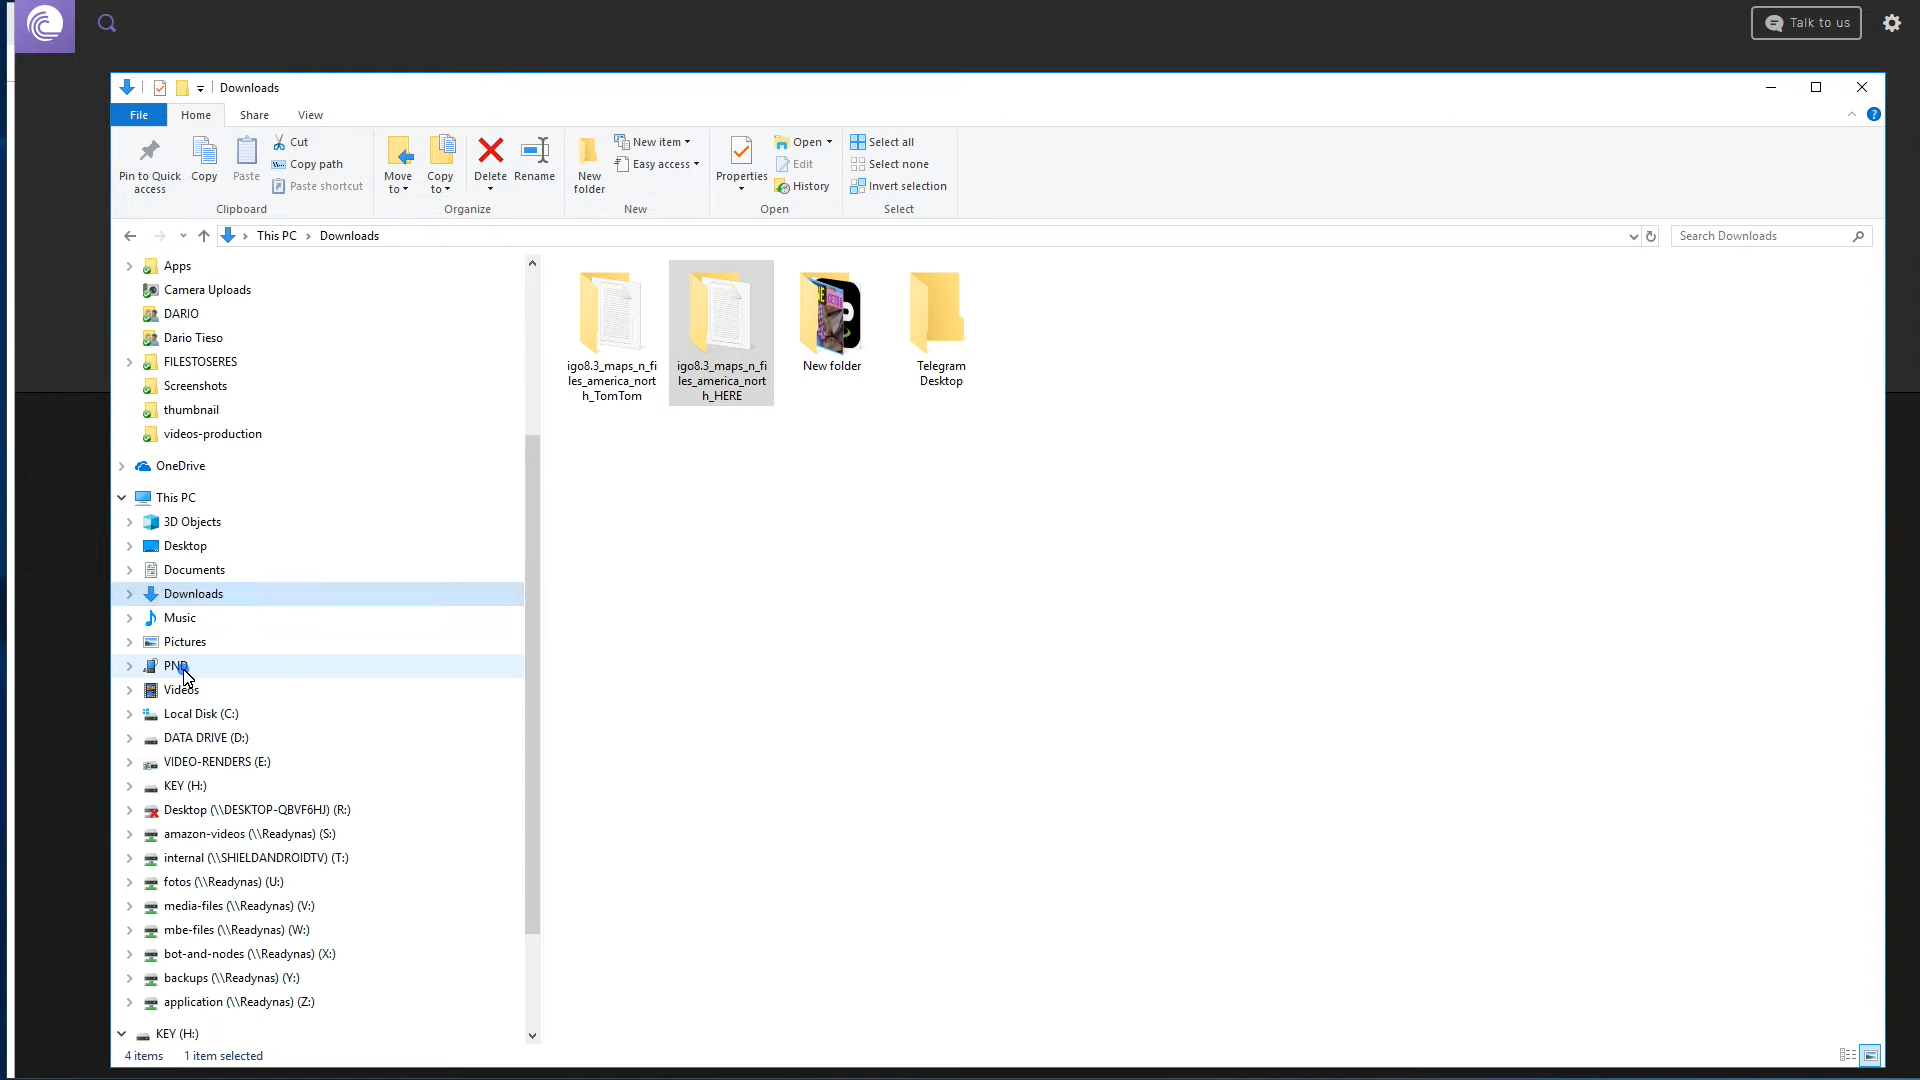 Talk to us
Downloads
File
Home
Share
View
Pin to Quick
access
Copy
Paste
Cut
Copy path
Paste shortcut
Clipboard
Move
to
Copy
to
Delete
Rename
Organize
New
folder
New item
Easy access
New
Properties
Open
Edit
History
Open
Select all
Select none
Invert selection
Select
This PC
Downloads
Search Downloads
Apps
Camera Uploads
DARIO
Dario Tieso
FILESTOSERES
Screenshots
thumbnail
videos-production
OneDrive
This PC
3D Objects
Desktop
Documents
Downloads
Music
Pictures
PND
Videos
Local Disk (C:)
DATA DRIVE (D:)
VIDEO-RENDERS (E:)
KEY (H:)
Desktop (\\DESKTOP-QBVF6HJ) (R:)
amazon-videos (\\Readynas) (S:)
internal (\\SHIELDANDROIDTV) (T:)
fotos (\\Readynas) (U:)
media-files (\\Readynas) (V:)
mbe-files (\\Readynas) (W:)
bot-and-nodes (\\Readynas) (X:)
backups (\\Readynas) (Y:)
application (\\Readynas) (Z:)
KEY (H:)
igo8.3_maps_n_fi
les_america_nort
h_TomTom
igo8.3_maps_n_fi
les_america_nort
h_HERE
New folder
Telegram
Desktop
4 items
1 item selected